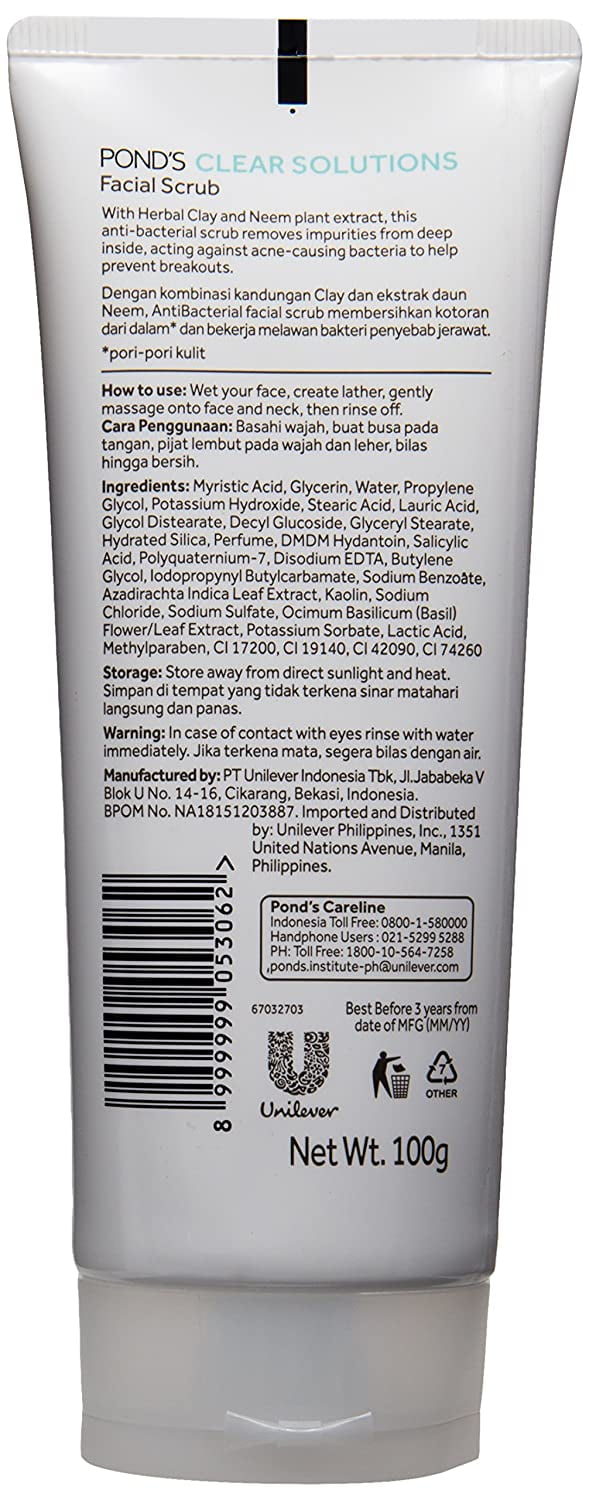 POND'S CLEAR SOLUTIONS
Facial Scrub
With Herbal Clay and Neem plant extract, this
anti-bacterial scrub removes impurities from deep
inside, acting against acne-causing bacteria to help
prevent breakouts.
Dengan kombinasi kandungan Clay dan ekstrak daun
Neem, AntiBacterial facial scrub membersihkan kotoran
dari dalam* dan bekerja melawan bakteri penyebab jerawat.
*pori-pori kulit
How to use: Wet your face, create lather, gently
massage onto face and neck, then rinse off.
Cara Penggunaan: Basahi wajah, buat busa pada
tangan, pijat lembut pada wajah dan leher, bilas
hingga bersih.
Ingredients: Myristic Acid, Glycerin, Water, Propylene
Glycol, Potassium Hydroxide, Stearic Acid, Lauric Acid,
Glycol Distearate, Decyl Glucoside, Glyceryl Stearate,
Hydrated Silica, Perfume, DMDM Hydantoin, Salicylic
Acid, Polyquaternium-7, Disodium EDTA, Butylene
Glycol, Iodopropynyl Butylcarbamate, Sodium Benzoate,
Azadirachta Indica Leaf Extract, Kaolin, Sodium
Chloride, Sodium Sulfate, Ocimum Basilicum (Basil)
Flower/Leaf Extract, Potassium Sorbate, Lactic Acid,
Methylparaben, CI 17200, CI 19140, CI 42090, CI 74260
Storage: Store away from direct sunlight and heat.
Simpan di tempat yang tidak terkena sinar matahari
langsung dan panas.
Warning: In case of contact with eyes rinse with water
immediately. Jika terkena mata, segera bilas dengan air.
Manufactured by: PT Unilever Indonesia Tbk, Jl.Jababeka V
Blok U No. 14-16, Cikarang, Bekasi, Indonesia.
BPOM No. NA18151203887. Imported and Distributed
by: Unilever Philippines, Inc., 1351
United Nations Avenue, Manila,
Philippines.
8 999999 053062 >
Pond's Careline
Indonesia Toll Free: 0800-1-580000
Handphone Users : 021-5299 5288
PH: Toll Free: 1800-10-564-7258
,ponds.institute-ph@unilever.com
67032703
Best Before 3 years from
date of MFG (MM/YY)
Unilever
7
OTHER
Net Wt. 100g